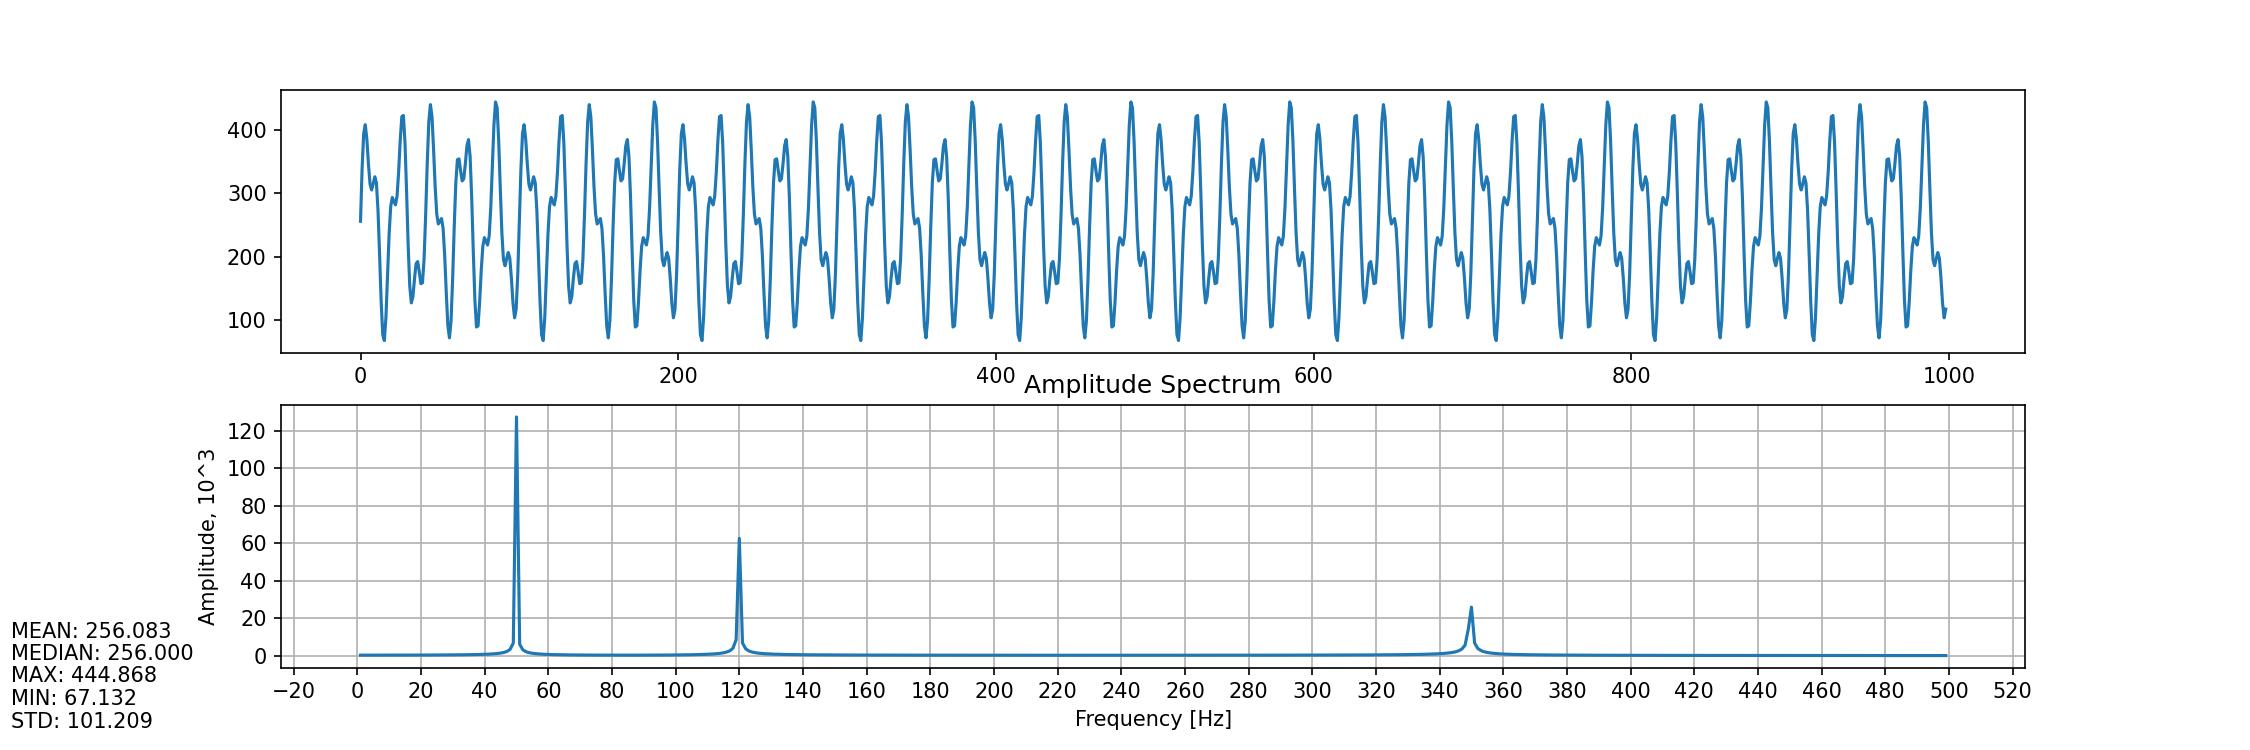 400
300
200
100
0 200 400 600 800 1000
Amplitude Spectrum
Amplitude, 10^3
120
100
80
60
40
20
0
−20 0 20 40 60 80 100 120 140 160 180 200 220 240 260 280 300 320 340 360 380 400 420 440 460 480 500 520
Frequency [Hz]
MEAN: 256.083
MEDIAN: 256.000
MAX: 444.868
MIN: 67.132
STD: 101.209